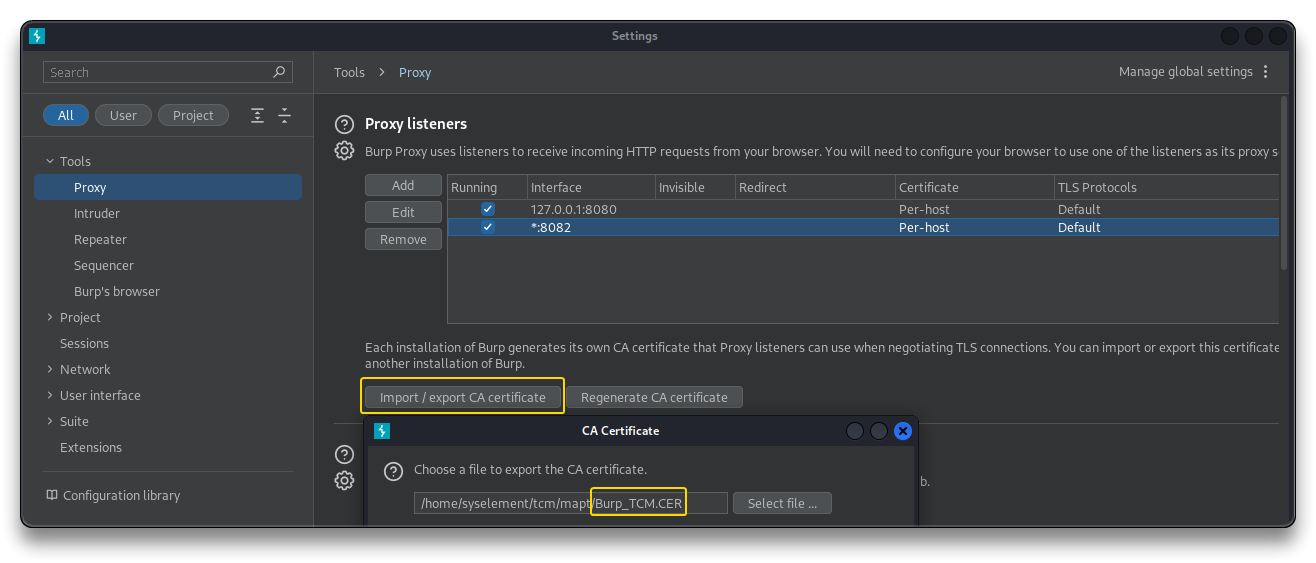 Settings
Search
All
User
Project
Tools
Proxy
Intruder
Repeater
Sequencer
Burp's browser
Project
Sessions
Network
User interface
Suite
Extensions
Configuration library
Tools > Proxy
Manage global settings
Proxy listeners
Burp Proxy uses listeners to receive incoming HTTP requests from your browser. You will need to configure your browser to use one of the listeners as its proxy s
Add
Edit
Remove
Running Interface Invisible Redirect Certificate TLS Protocols
127.0.0.1:8080 Per-host Default
*:8082 Per-host Default
Each installation of Burp generates its own CA certificate that Proxy listeners can use when negotiating TLS connections. You can import or export this certificate
another installation of Burp.
Import / export CA certificate
Regenerate CA certificate
CA Certificate
Choose a file to export the CA certificate.
b.
/home/syselement/tcm/mapt/Burp_TCM.CER
Select file ...